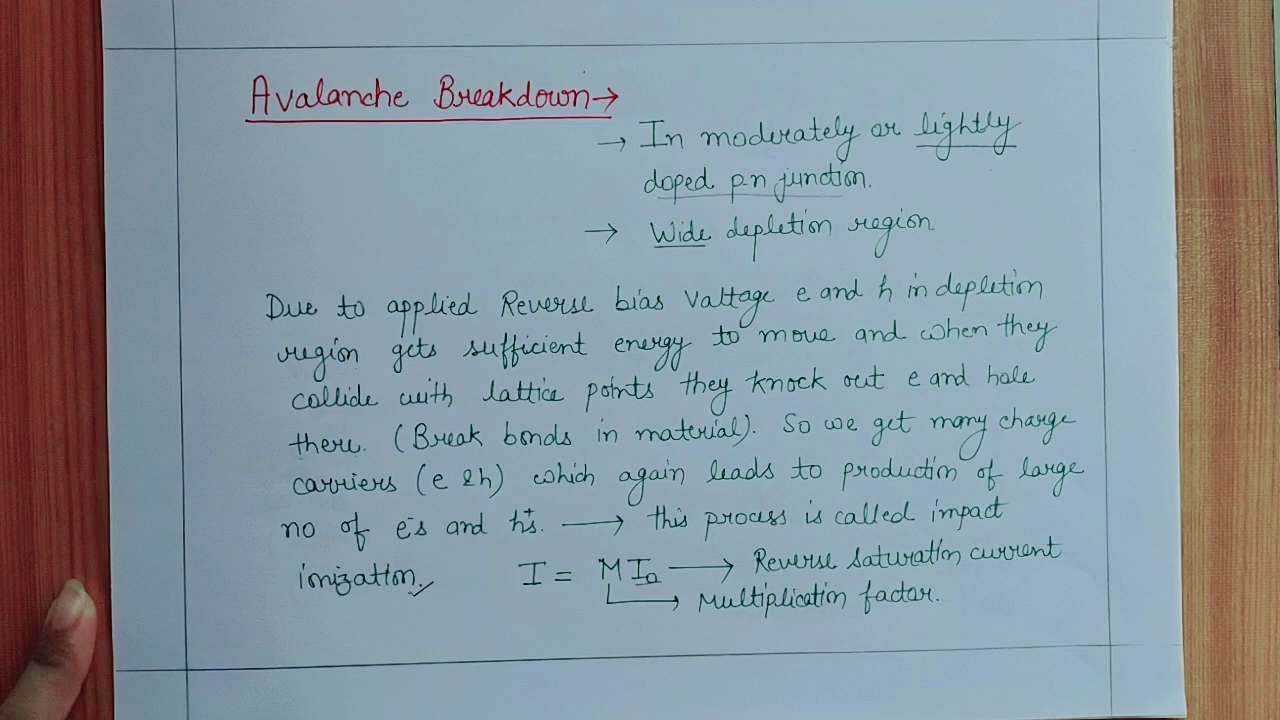 Avalanche Breakdown→
→ In moderately or lightly
doped p-n junction.
→ Wide depletion region
Due to applied Reverse bias Valtage e and h in depletion
region gets sufficient energy to move and when they
collide with lattice points they knock out e and hole
there. (Break bonds in material). So we get many charge
carriers (e & h) which again leads to production of large
no of e⁻s and h⁺s. → this process is called impact
ionization. I = M I₀ → Reverse saturation current
→ Multiplication factor.